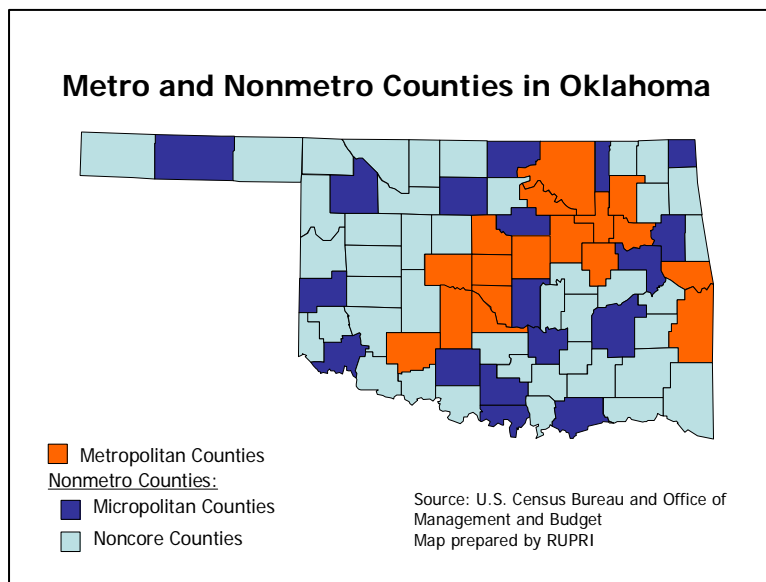 Metro and Nonmetro Counties in Oklahoma
Metropolitan Counties
Nonmetro Counties:
Micropolitan Counties
Noncore Counties
Source: U.S. Census Bureau and Office of
Management and Budget
Map prepared by RUPRI